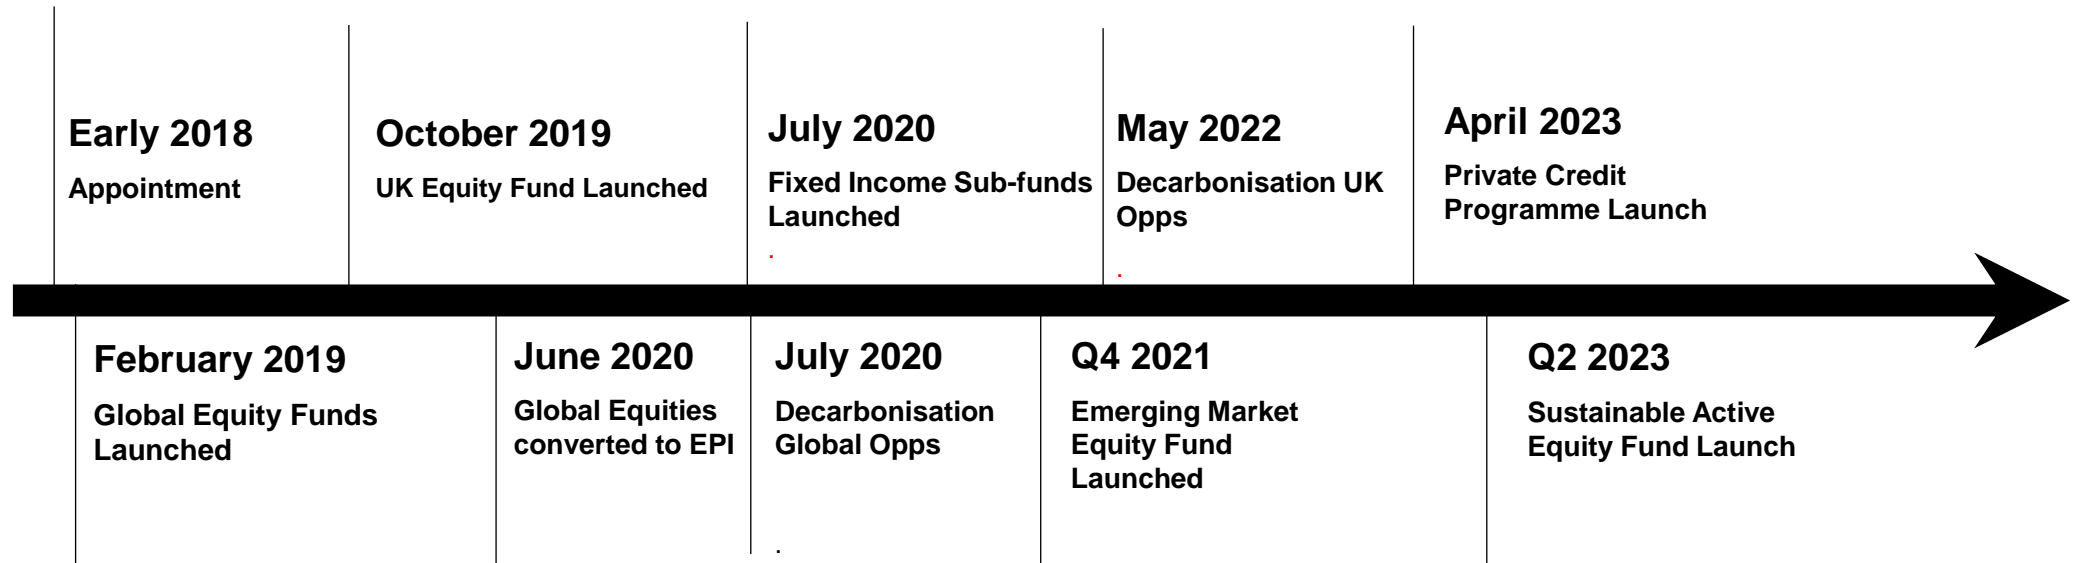 Early 2018
Appointment
October 2019
UK Equity Fund Launched
July 2020
Fixed Income Sub-funds
Launched
.
May 2022
Decarbonisation UK
Opps
.
April 2023
Private Credit
Programme Launch
February 2019
Global Equity Funds
Launched
June 2020
Global Equities
converted to EPI
July 2020
Decarbonisation
Global Opps
.
Q4 2021
Emerging Market
Equity Fund
Launched
Q2 2023
Sustainable Active
Equity Fund Launch